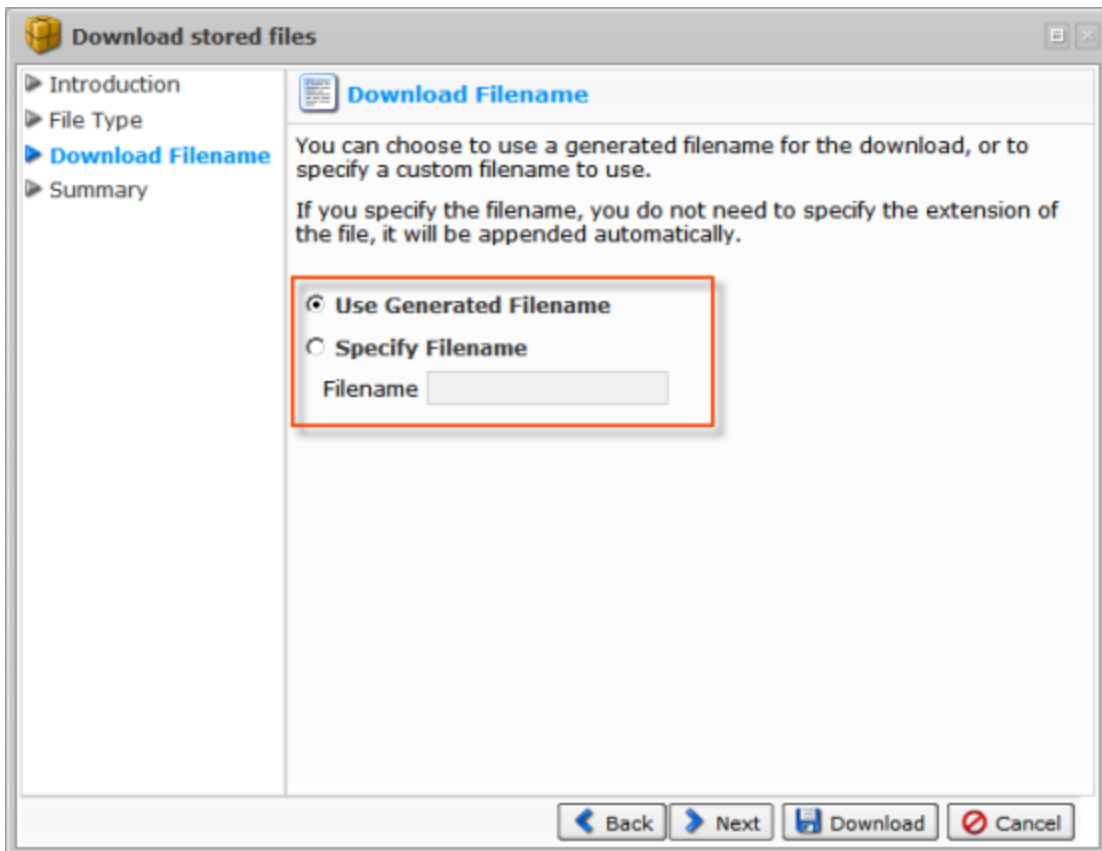 Download stored files
Introduction
File Type
Download Filename
Summary
Download Filename
You can choose to use a generated filename for the download, or to
specify a custom filename to use.
If you specify the filename, you do not need to specify the extension of
the file, it will be appended automatically.
Use Generated Filename
Specify Filename
Filename
Back Next Download Cancel